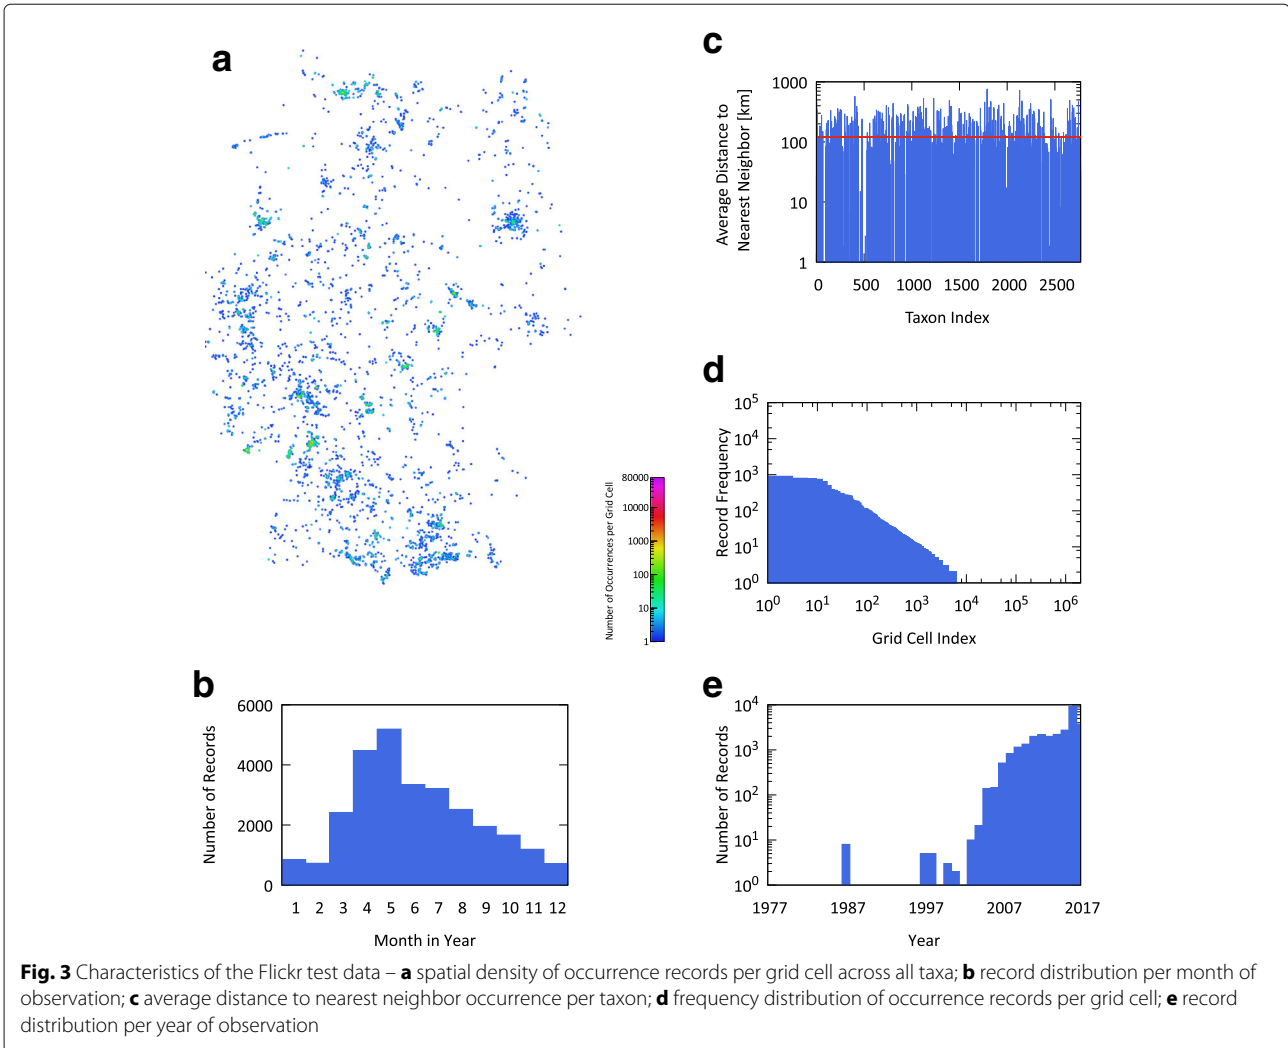 a
Number of Occurrences per Grid Cell
80000
10000
1000
100
10
1
b
Number of Records
6000
4000
2000
0
1 2 3 4 5 6 7 8 9 10 11 12
Month in Year
c
Average Distance to
Nearest Neighbor [km]
1000
100
10
1
0 500 1000 1500 2000 2500
Taxon Index
d
Record Frequency
10^5
10^4
10^3
10^2
10^1
10^0
10^0 10^1 10^2 10^3 10^4 10^5 10^6
Grid Cell Index
e
Number of Records
10^4
10^3
10^2
10^1
10^0
1977 1987 1997 2007 2017
Year
Fig. 3 Characteristics of the Flickr test data – a spatial density of occurrence records per grid cell across all taxa; b record distribution per month of
observation; c average distance to nearest neighbor occurrence per taxon; d frequency distribution of occurrence records per grid cell; e record
distribution per year of observation